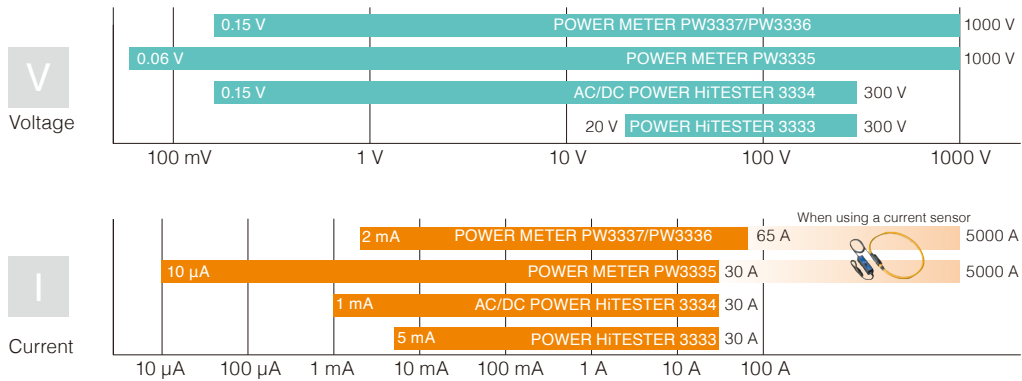 0.15 V POWER METER PW3337/PW3336 1000 V
0.06 V POWER METER PW3335 1000 V
V
0.15 V AC/DC POWER HiTESTER 3334 300 V
Voltage
20 V POWER HiTESTER 3333 300 V
100 mV 1 V 10 V 100 V 1000 V
When using a current sensor
2 mA POWER METER PW3337/PW3336 65 A 5000 A
10 µA POWER METER PW3335 30 A 5000 A
I
1 mA AC/DC POWER HiTESTER 3334 30 A
5 mA POWER HiTESTER 3333 30 A
Current
10 µA 100 µA 1 mA 10 mA 100 mA 1 A 10 A 100 A